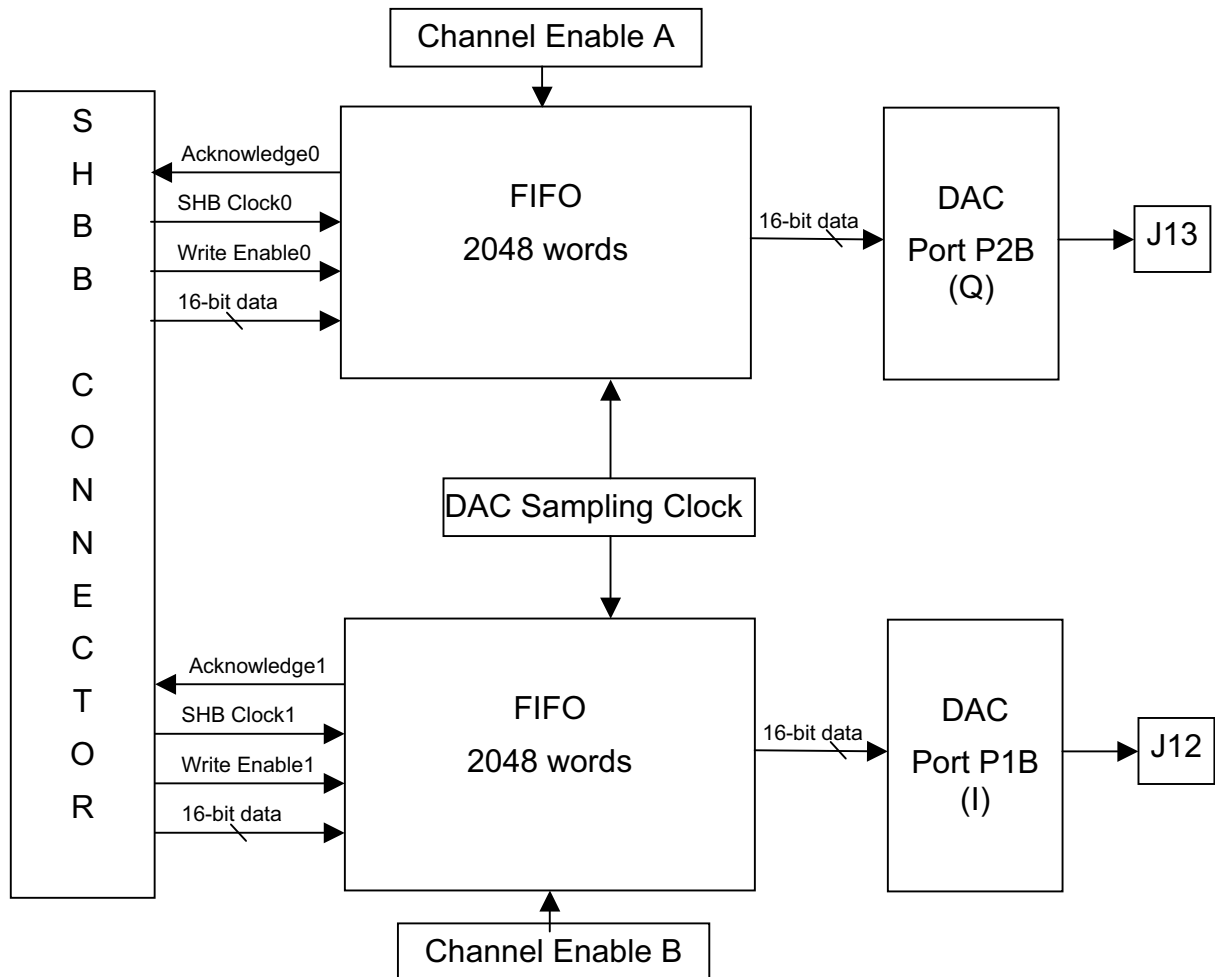 Channel Enable A
SHB CONNECTOR
Acknowledge0
SHB Clock0
Write Enable0
16-bit data
FIFO
2048 words
16-bit data
DAC
Port P2B
(Q)
J13
DAC Sampling Clock
Acknowledge1
SHB Clock1
Write Enable1
16-bit data
FIFO
2048 words
16-bit data
DAC
Port P1B
(I)
J12
Channel Enable B